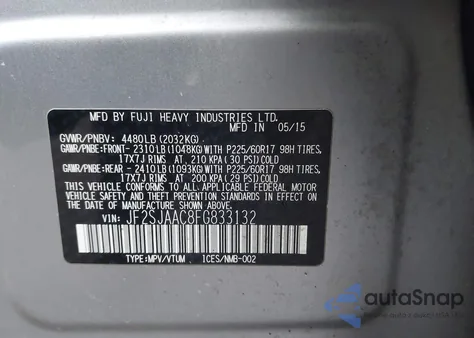 MFD. BY FUJI HEAVY INDUSTRIES LTD.
MFD IN 05/15
GVWR/PNBV: 4480LB(2032KG)
GAWR/PNBE:FRONT- 2310LB(1048KG)WITH P225/60R17 98H TIRES,
17X7J RIMS AT, 210 KPA( 30 PSI)COLD
GAWR/PNBE:REAR - 2410LB(1093KG)WITH P225/60R17 98H TIRES,
17X7J RIMS AT, 200 KPA( 29 PSI)COLD
THIS VEHICLE CONFORMS TO ALL APPLICABLE
FEDERAL MOTOR VEHICLE SAFETY, BUMPER, AND
THEFT PREVENTION STANDARDS IN EFFECT ON THE
DATE OF MANUFACTURE SHOWN ABOVE.
JF2SJAAC8FG833132
TYPE:MPV/VTUM ICES/NMB-002
autoSnap
POWERED BY AUTOASTAT